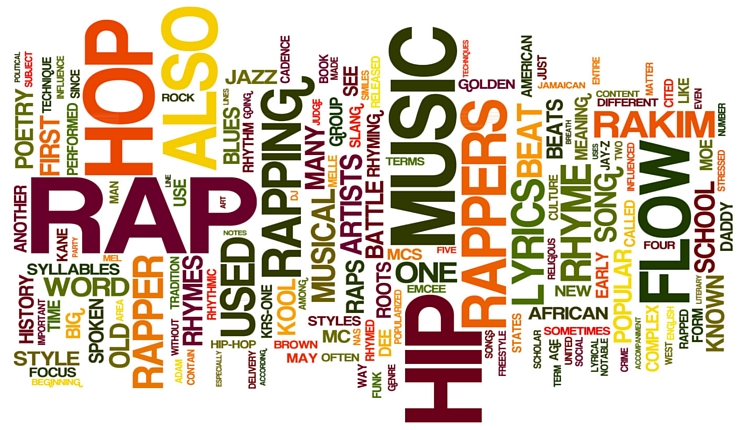 POLITICAL
SUBJECT
POETRY
FIRST
TECHNIQUE
INFLUENCE
PERFORMED
SINCE
HOP
ALSO
ROCK
JAZZ
CADENCE
BLUES
LINES
RHYTHM
GOING
RAPPING
BOOK
MADE
JUDGE
MANY
GROUP
SEE
SLANG
SMILES
RELEASED
MUSIC
TERMS
TECHNIQUES
GOLDEN
AMERICAN
JUST
JAMAICAN
ENTIRE
CONTENT
MATTER
DIFFERENT
CITED
LIKE
EVEN
NUMBER
RAKIM
RAPPERS
BEAT
BEATS
BREATH
MEANING
USES
JAY-Z
TWO
INFLUENCED
MOE
STRESSED
DADDY
ANOTHER
RAP
MAN
LINE
USE
ART
NOTES
DJ
MUSICAL
MELLE
ARTISTS
BATTLE
RHYMING
LYRICS
CULTURE
RELIGIOUS
RHYME
SONG
CALLED
FLOW
SCHOOL
KANE
PARTY
MEL
SYLLABLES
WORD
RAPPER
TRADITION
RHYMES
RHYTHMIC
USED
KRS-ONE
KOOL
AMONG
RAPS
ROOTS
MCS
FIVE
ONE
EMCEE
NEW
EARLY
POPULAR
FOUR
LITERARY
KNOWN
HISTORY
IMPORTANT
TIME
BIG
SPOKEN
OLD
AREA
WITHOUT
HIP-HOP
STYLES
MC
NAS
RHYMED
DEE
POPULARIZED
HIP
AFRICAN
STATES
SOMETIMES
COMPLEX
ENGLISH
FORM
RAPPED
STYLE
FOCUS
BEGINNING
ADAM
CONTAIN
ESPECIALLY
DELIVERY
ACCORDING
BROWN
MAY
OFTEN
WAY
FUNK
GENRE
SONGS
FREESTYLE
SCHOLAR
TERM
AGE
UNITED
SOCIAL
LYRICAL
NOTABLE
CRIME
ACCOMPANIMENT
WEST